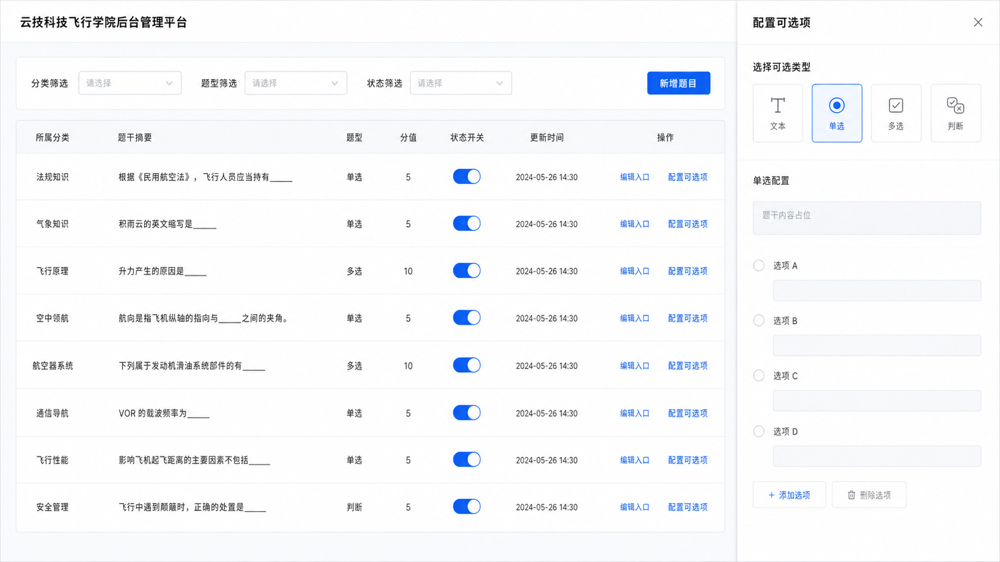 云技科技飞行学院后台管理平台
分类筛选 请选择 题型筛选 请选择 状态筛选 请选择 新增题目
所属分类 题干摘要 题型 分值 状态开关 更新时间 操作
法规知识 根据《民用航空法》，飞行人员应当持有_____ 单选 5 2024-05-26 14:30 编辑入口 配置可选项
气象知识 积雨云的英文缩写是_____ 单选 5 2024-05-26 14:30 编辑入口 配置可选项
飞行原理 升力产生的原因是_____ 多选 10 2024-05-26 14:30 编辑入口 配置可选项
空中领航 航向是指飞机纵轴的指向与_____之间的夹角。 单选 5 2024-05-26 14:30 编辑入口 配置可选项
航空器系统 下列属于发动机滑油系统部件的有_____ 多选 10 2024-05-26 14:30 编辑入口 配置可选项
通信导航 VOR 的载波频率为_____ 单选 5 2024-05-26 14:30 编辑入口 配置可选项
飞行性能 影响飞机起飞距离的主要因素不包括_____ 单选 5 2024-05-26 14:30 编辑入口 配置可选项
安全管理 飞行中遇到颠簸时，正确的处置是_____ 判断 5 2024-05-26 14:30 编辑入口 配置可选项
配置可选项
选择可选类型
文本 单选 多选 判断
单选配置
题干内容占位
选项 A
选项 B
选项 C
选项 D
+ 添加选项 删除选项